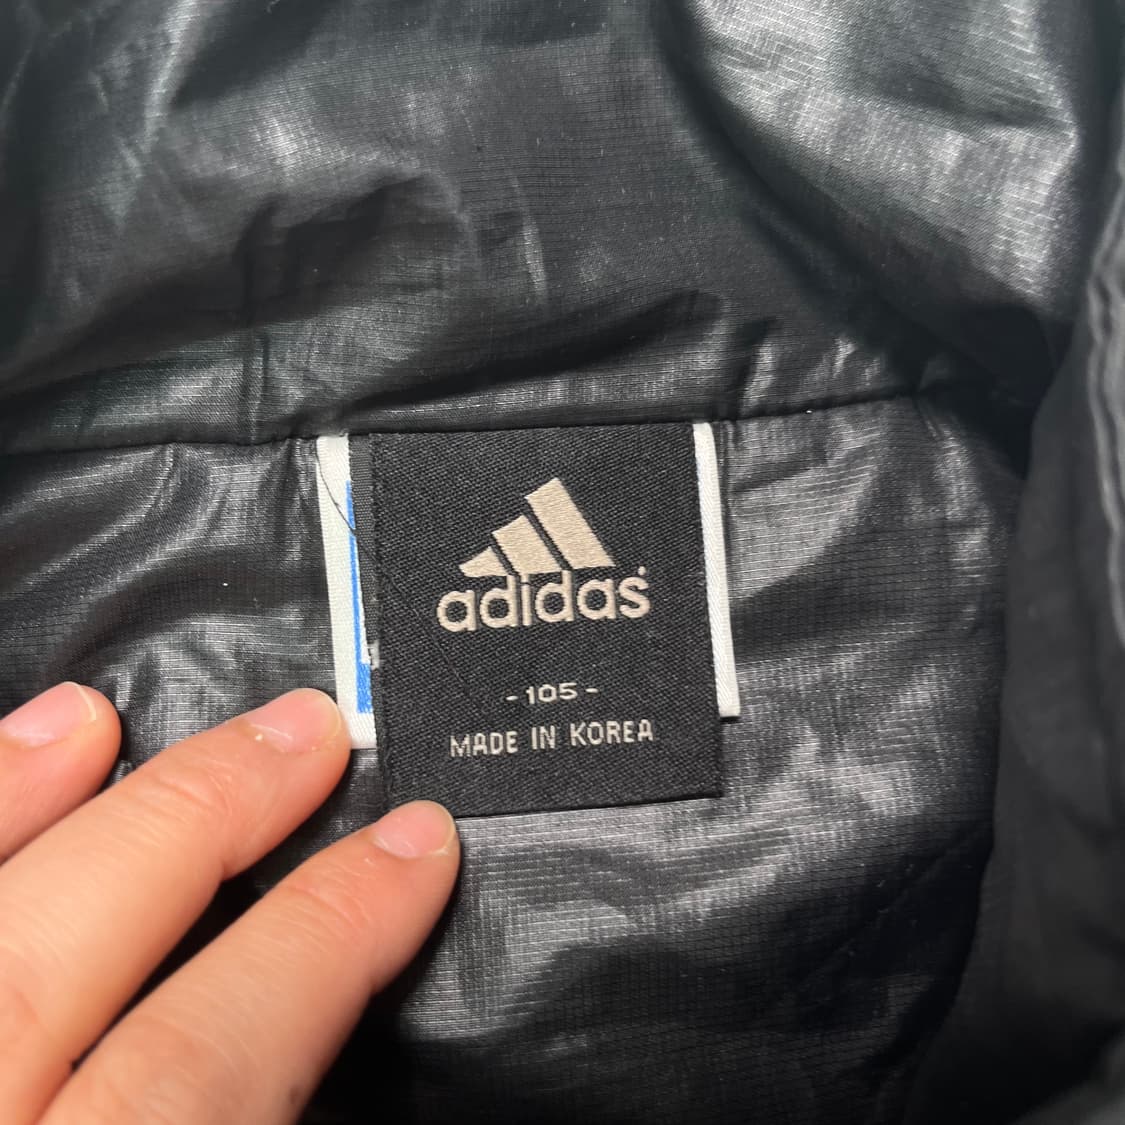 adidas
- 105 -
MADE IN KOREA